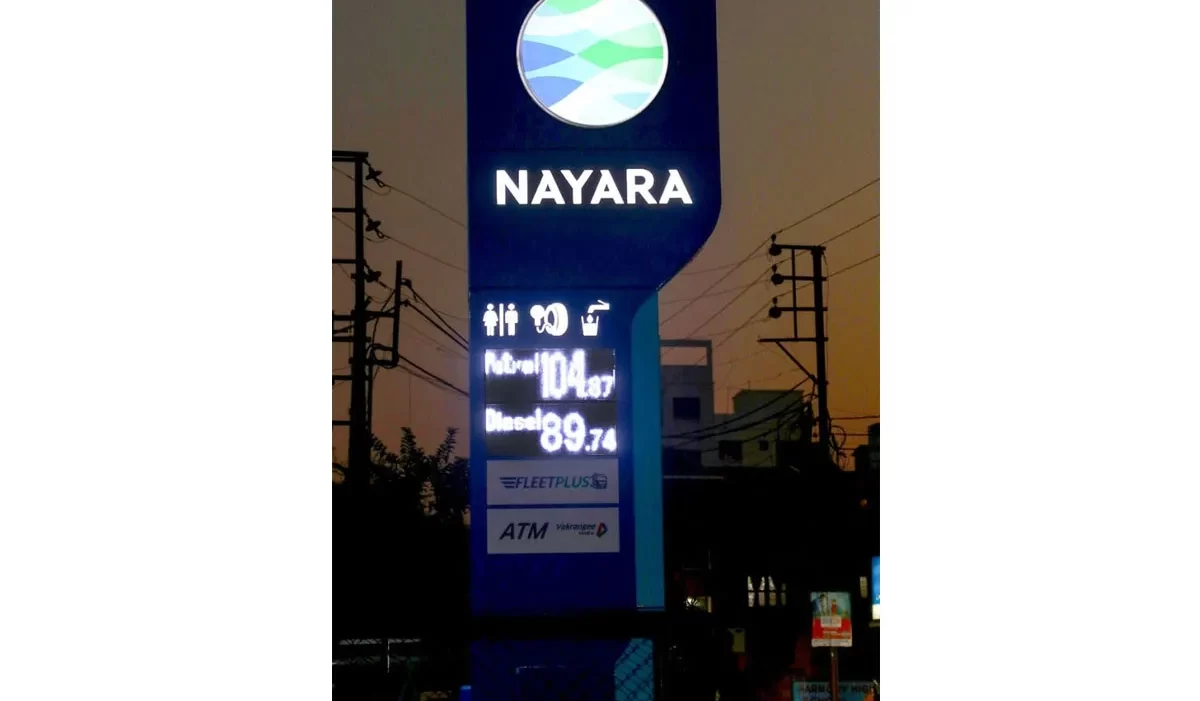 NAYARA
Petrol 104.87
Diesel 89.74
FLEETPLUS
ATM